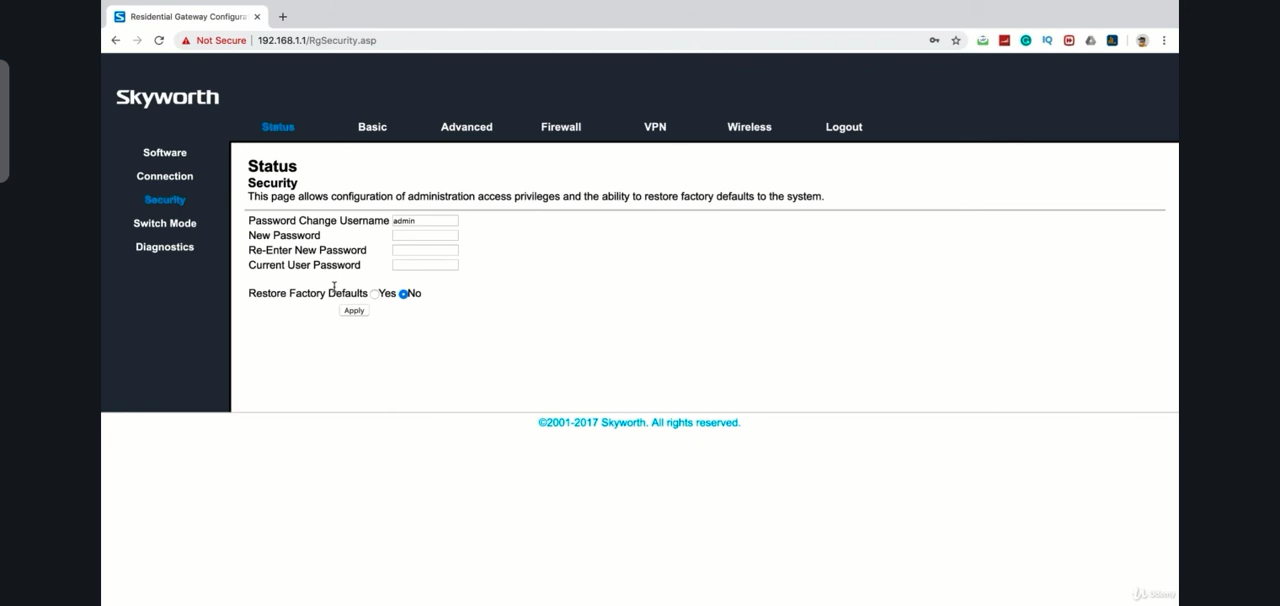 Residential Gateway Configura
Not Secure | 192.168.1.1/RgSecurity.asp
IQ
Skyworth
Status Basic Advanced Firewall VPN Wireless Logout
Software
Connection
Security
Switch Mode
Diagnostics
Status
Security
This page allows configuration of administration access privileges and the ability to restore factory defaults to the system.
Password Change Username admin
New Password
Re-Enter New Password
Current User Password
Restore Factory Defaults Yes No
Apply
©2001-2017 Skyworth. All rights reserved.
Udemy